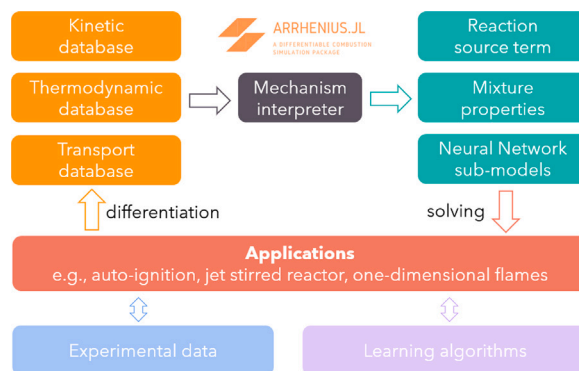 Kinetic
database
ARRHENIUS.JL
A DIFFERENTIABLE COMBUSTION
SIMULATION PACKAGE
Reaction
source term
Thermodynamic
database
Mechanism
interpreter
Mixture
properties
Transport
database
Neural Network
sub-models
differentiation
solving
Applications
e.g., auto-ignition, jet stirred reactor, one-dimensional flames
Experimental data
Learning algorithms